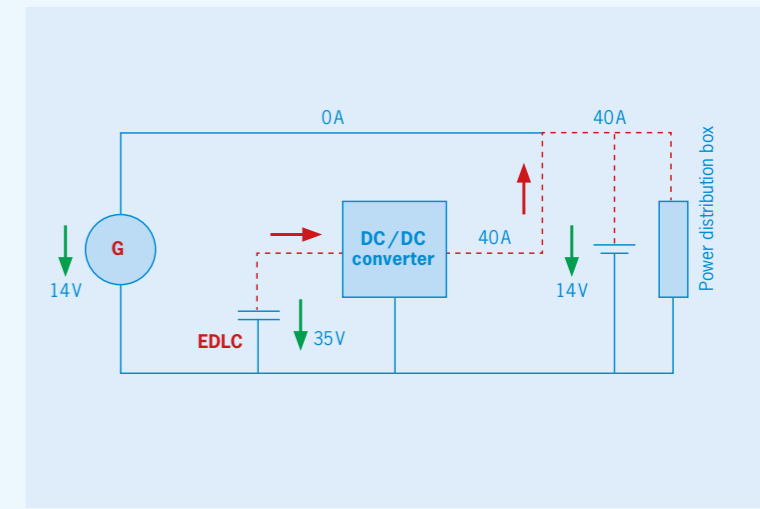 0A
40A
Power distribution box
G
DC/DC
converter
40A
14V
14V
EDLC
35V